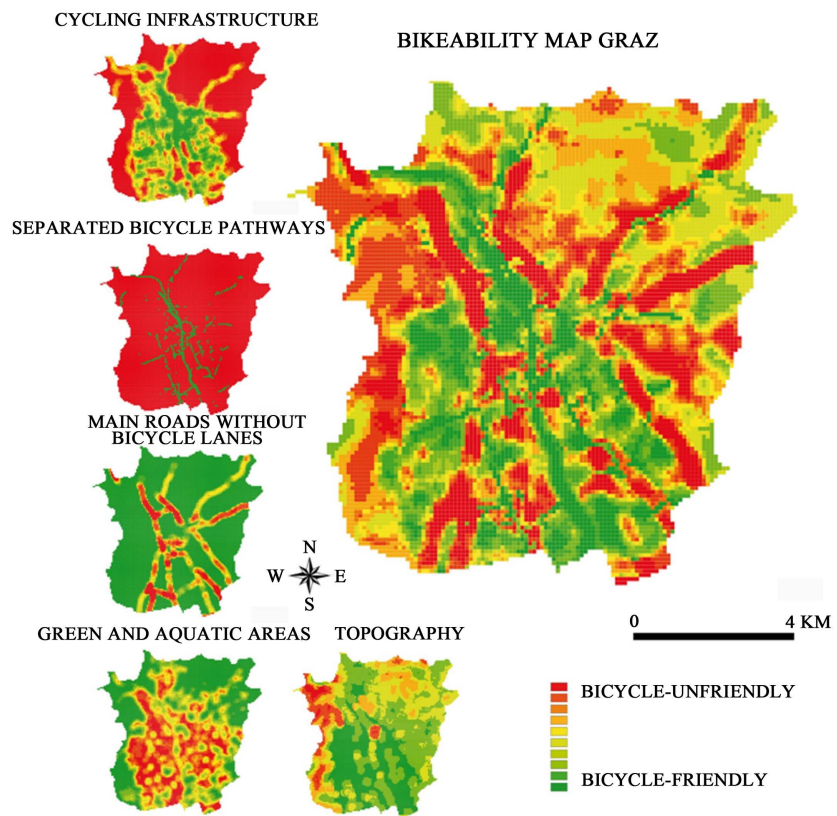 CYCLING INFRASTRUCTURE
BIKEABILITY MAP GRAZ
SEPARATED BICYCLE PATHWAYS
MAIN ROADS WITHOUT
BICYCLE LANES
N
W E
S
GREEN AND AQUATIC AREAS
TOPOGRAPHY
0 4 KM
BICYCLE-UNFRIENDLY
BICYCLE-FRIENDLY